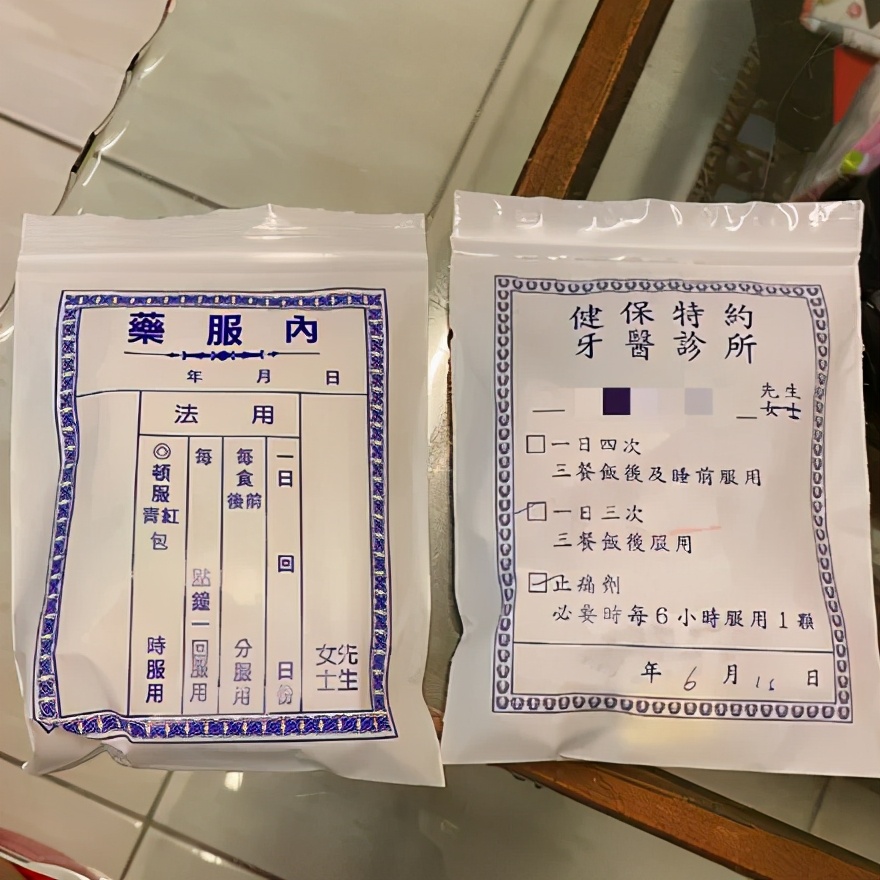 內服藥
年 月 日
用法
先生
女士
一日 回 日份
每食前後 分服用
每 點鐘一回服用
◎頓服紅青包 時服用
健保特約
牙醫診所
先生
女士
□一日四次
三餐飯後及睡前服用
□一日三次
三餐飯後服用
□止痛劑
必要時每6小時服用1顆
年 6 月 日